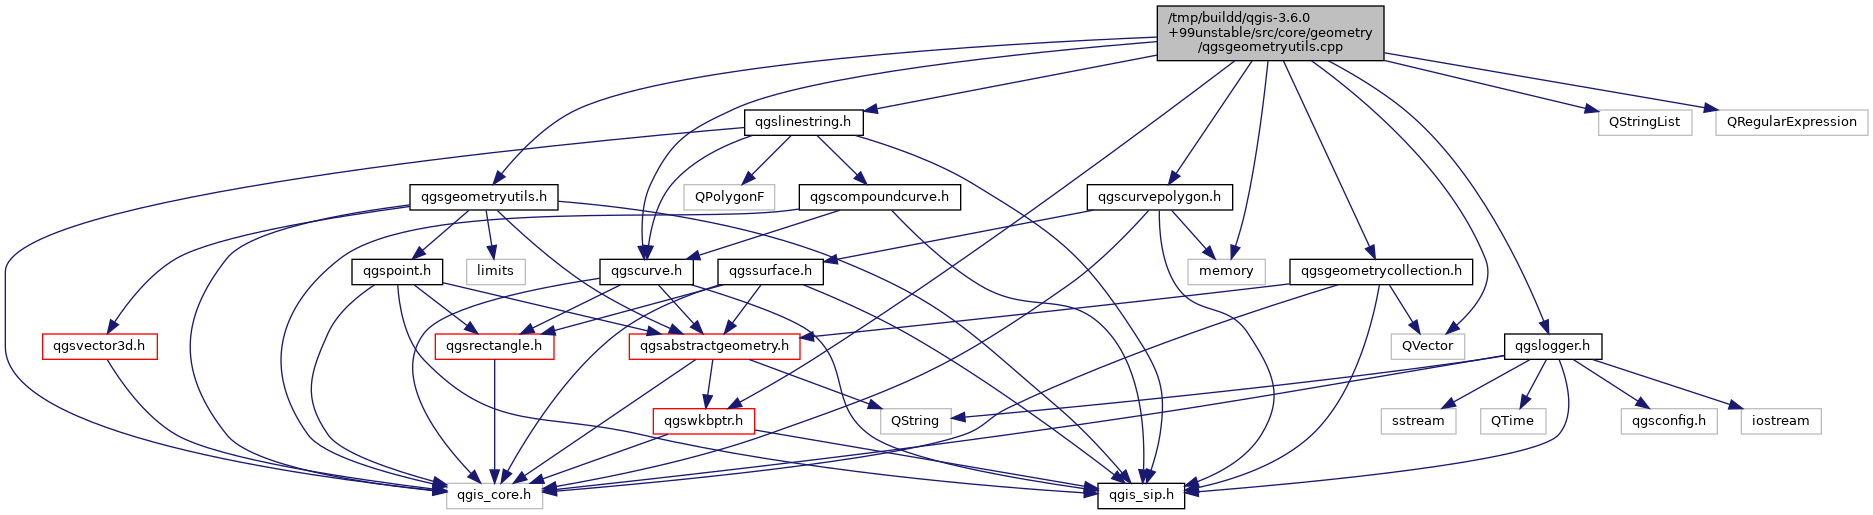 /tmp/buildd/qgis-3.6.0
+99unstable/src/core/geometry
/qgsgeometryutils.cpp
qgslinestring.h
QStringList
QRegularExpression
qgsgeometryutils.h
QPolygonF
qgscompoundcurve.h
qgscurvepolygon.h
qgspoint.h
limits
qgscurve.h
qgssurface.h
memory
qgsgeometrycollection.h
qgsvector3d.h
qgsrectangle.h
qgsabstractgeometry.h
QVector
qgslogger.h
qgswkbptr.h
QString
sstream
QTime
qgsconfig.h
iostream
qgis_core.h
qgis_sip.h